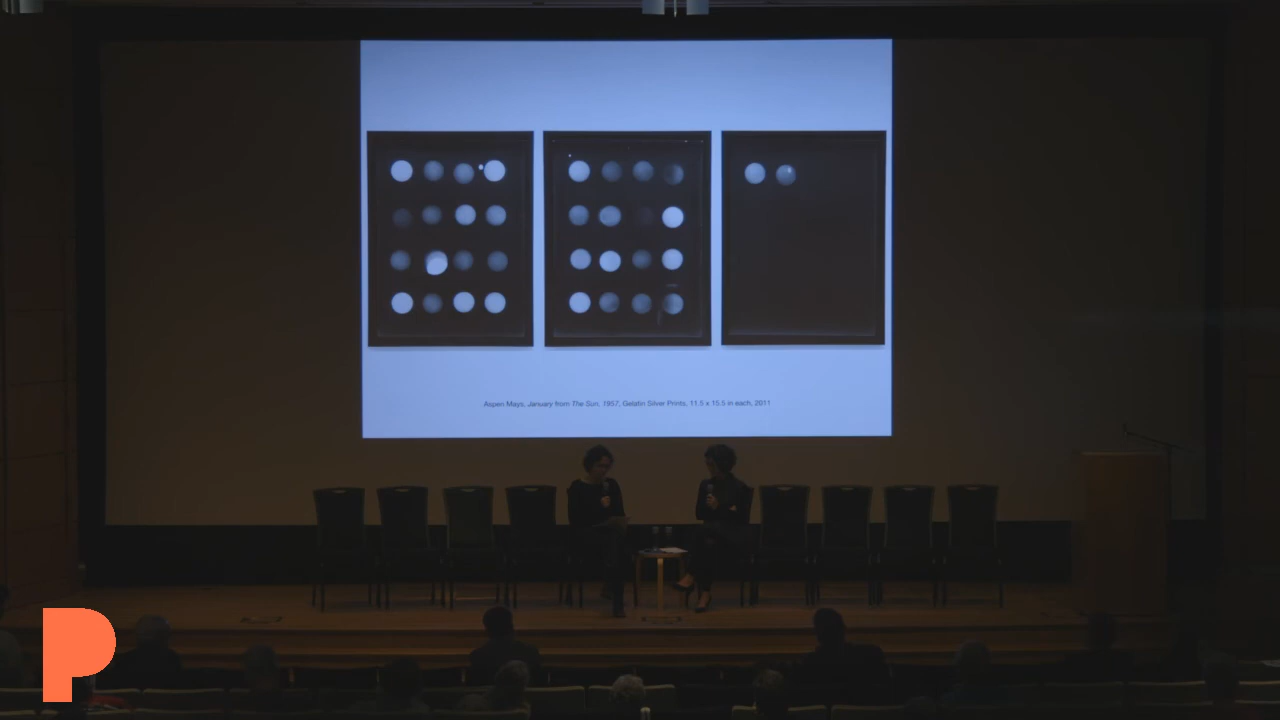 Aspen Mays, January from The Sun, 1957, Gelatin Silver Prints, 11.5 x 15.5 in each, 2011
P